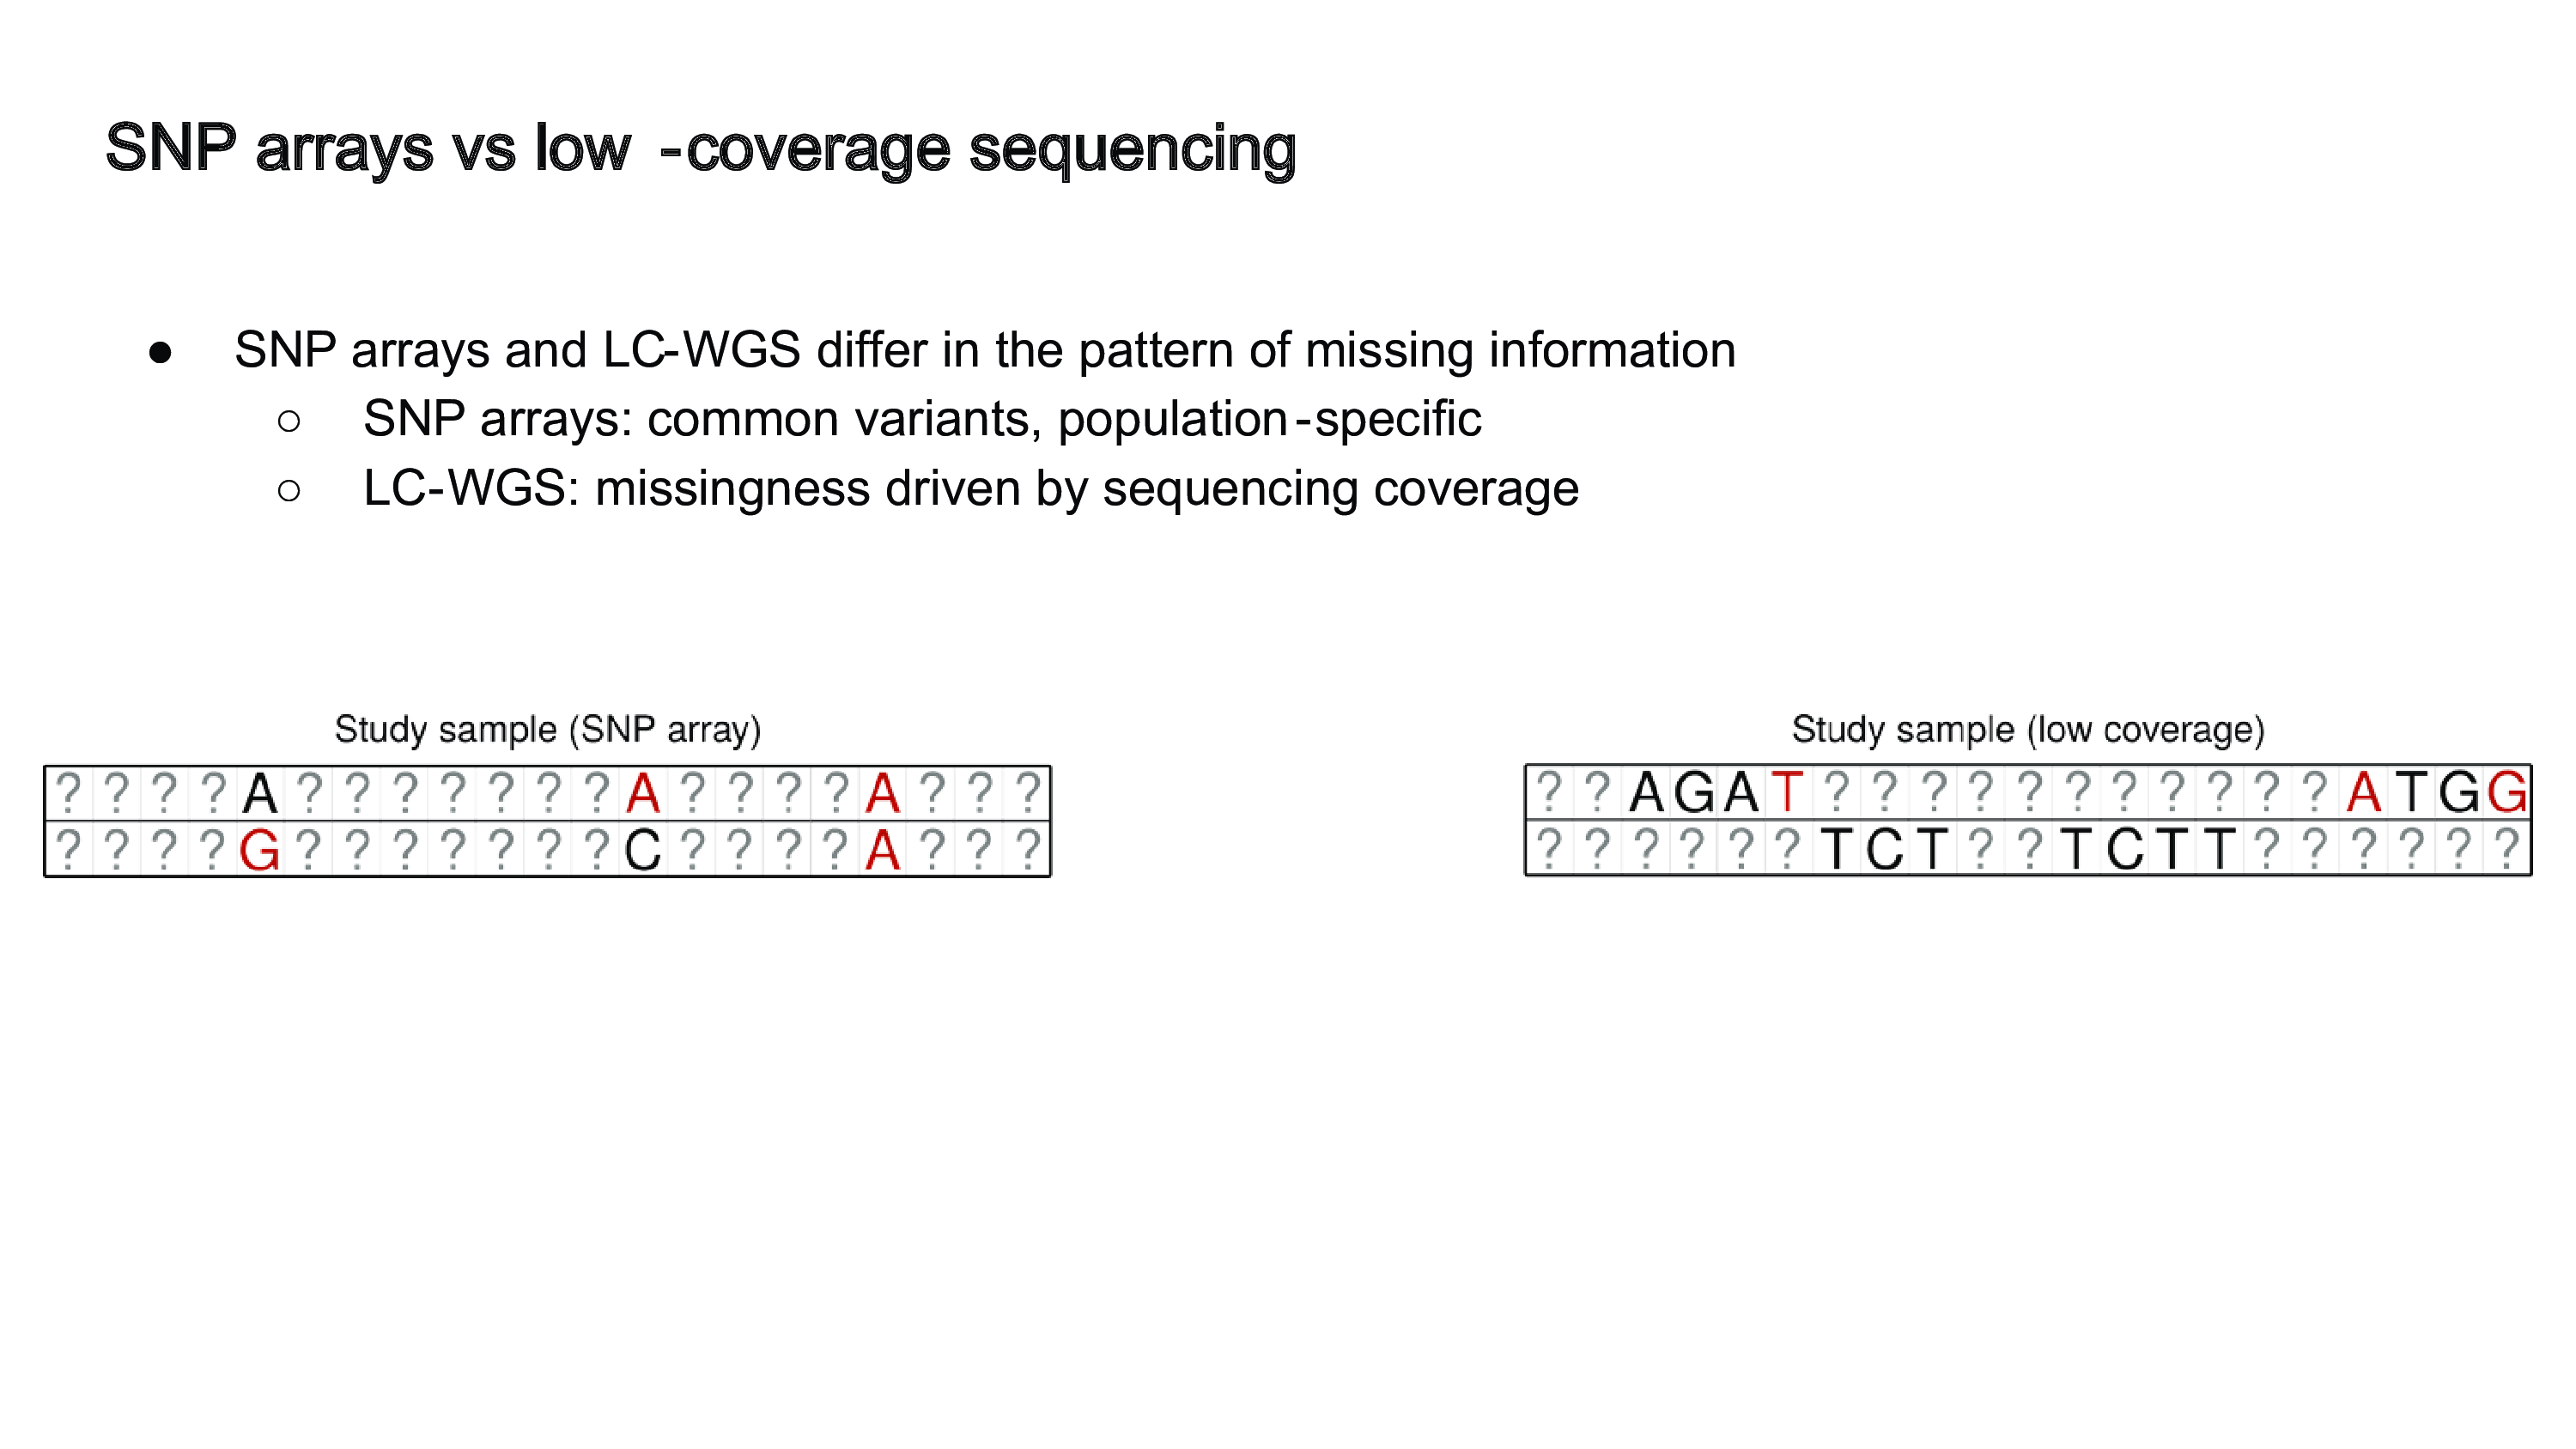 SNP arrays vs low -coverage sequencing
● SNP arrays and LC-WGS differ in the pattern of missing information
○ SNP arrays: common variants, population-specific
○ LC-WGS: missingness driven by sequencing coverage
Study sample (SNP array)
? ? ? ? A ? ? ? ? ? ? ? A ? ? ? ? A ? ? ?
? ? ? ? G ? ? ? ? ? ? ? C ? ? ? ? A ? ? ?
Study sample (low coverage)
? ? A G A T ? ? ? ? ? ? ? ? ? ? ? A T G G
? ? ? ? ? ? T C T ? ? T C T T ? ? ? ? ? ?